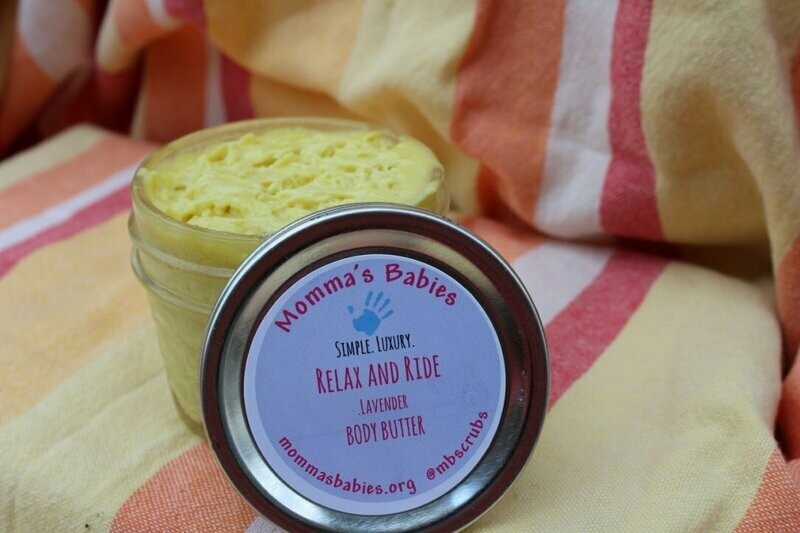 Momma's Babies
SIMPLE. LUXURY.
RELAX AND RIDE
.LAVENDER
BODY BUTTER
mommasbabies.org @mbscrubs